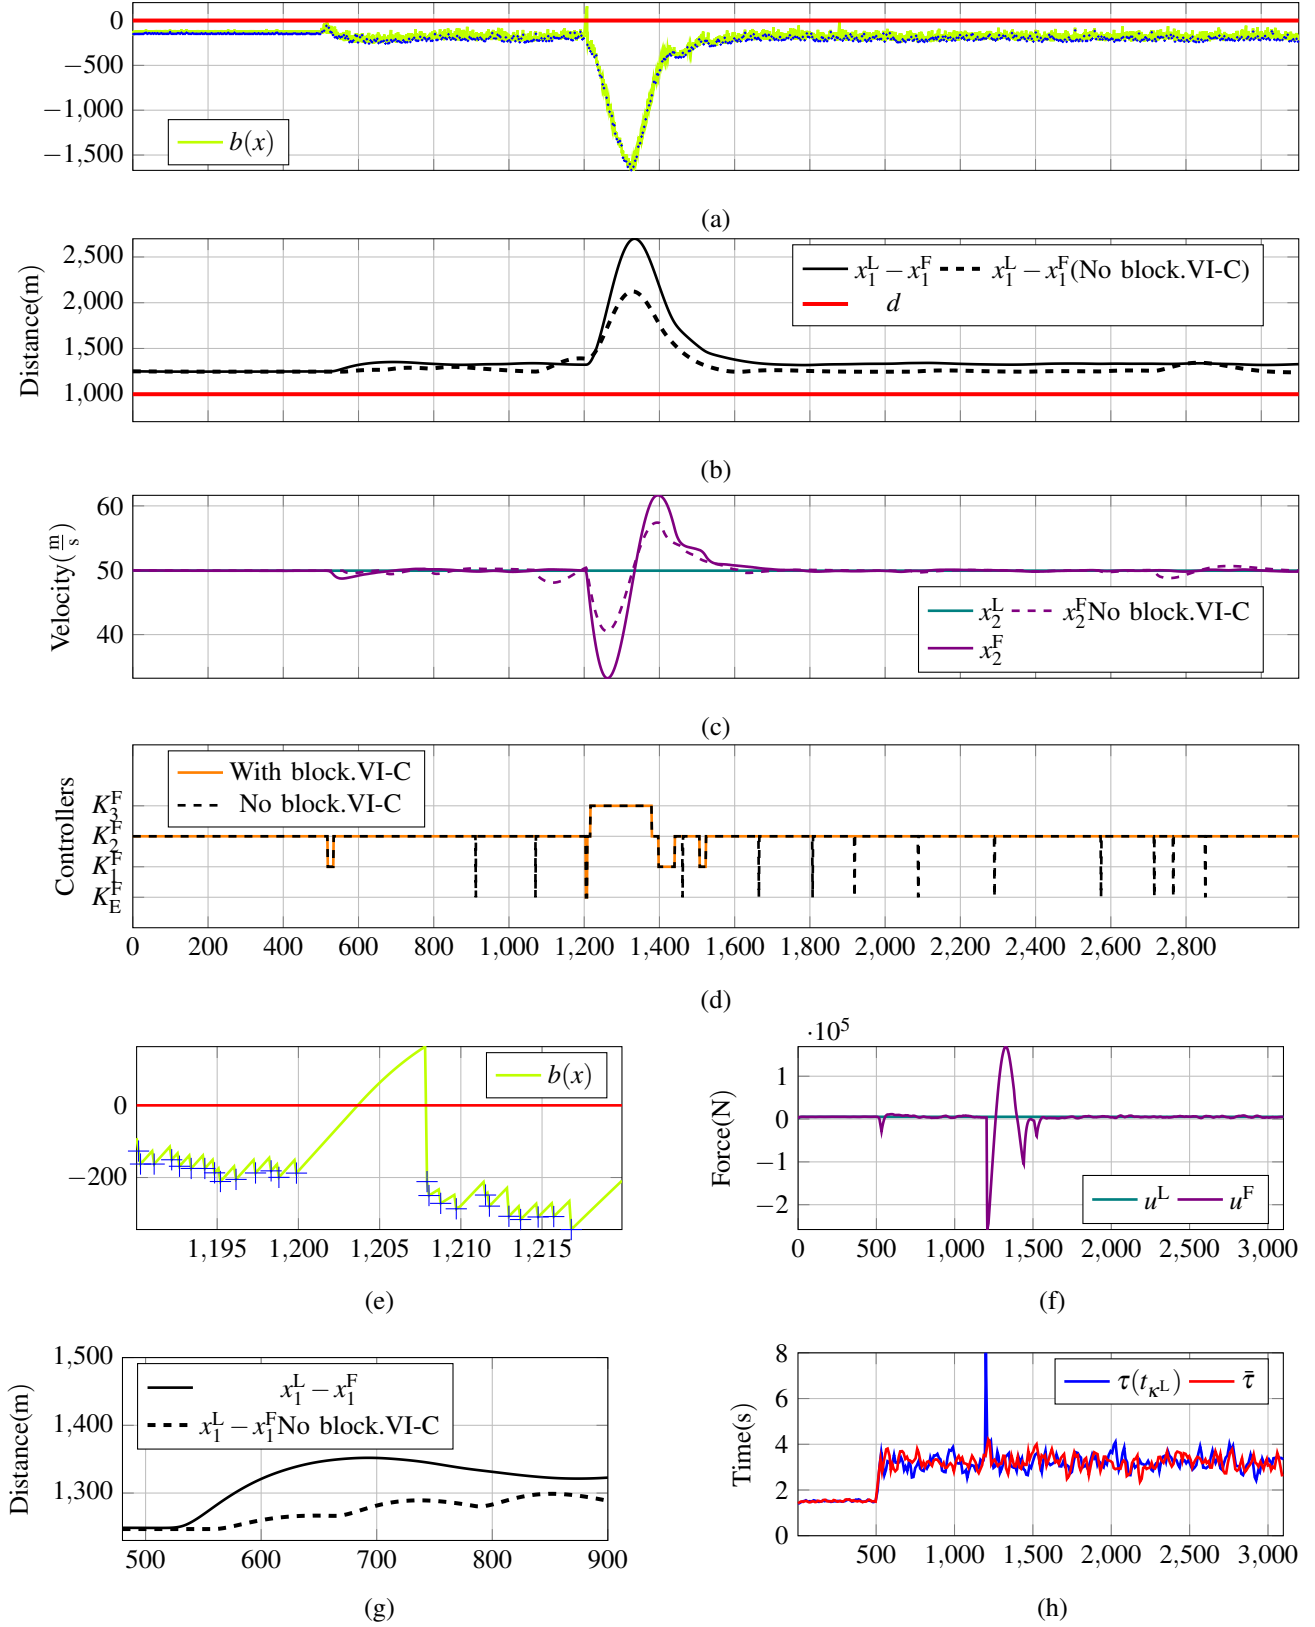 0
−500
−1,000
−1,500
b(x)
(a)
Distance(m)
2,500
2,000
1,500
1,000
x₁ᴸ − x₁ꟳ x₁ᴸ − x₁ꟳ(No block.VI-C)
d
(b)
Velocity(m/s)
60
50
40
x₂ᴸ x₂ꟳNo block.VI-C
x₂ꟳ
(c)
Controllers
K₃ꟳ
K₂ꟳ
K₁ꟳ
K_Eꟳ
With block.VI-C
No block.VI-C
0 200 400 600 800 1,000 1,200 1,400 1,600 1,800 2,000 2,200 2,400 2,600 2,800
(d)
0
−200
b(x)
1,195 1,200 1,205 1,210 1,215
(e)
·10⁵
Force(N)
1
0
−1
−2
uᴸ uꟳ
0 500 1,000 1,500 2,000 2,500 3,000
(f)
Distance(m)
1,500
1,400
1,300
x₁ᴸ − x₁ꟳ
x₁ᴸ − x₁ꟳNo block.VI-C
500 600 700 800 900
(g)
Time(s)
8
6
4
2
0
τ(t_κᴸ) τ̄
500 1,000 1,500 2,000 2,500 3,000
(h)